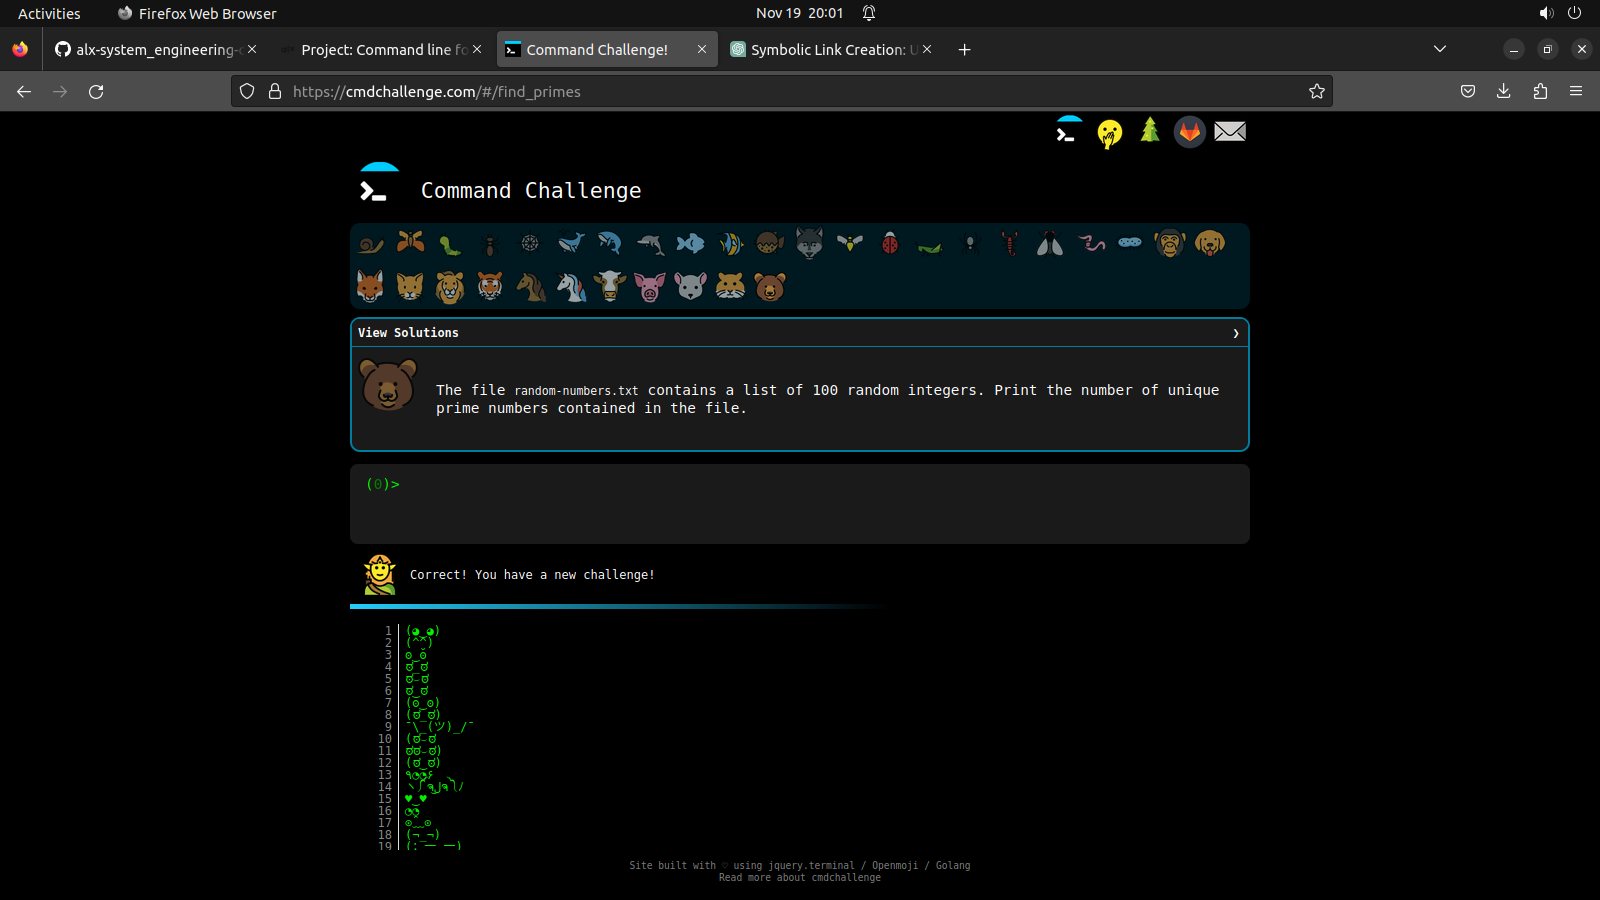 Activities
Firefox Web Browser
Nov 19 20:01
alx-system_engineering-
Project: Command line fo
Command Challenge!
Symbolic Link Creation: U
https://cmdchallenge.com/#/find_primes
Command Challenge
View Solutions
The file random-numbers.txt contains a list of 100 random integers. Print the number of unique
prime numbers contained in the file.
(0)>
Correct! You have a new challenge!
1
2 (^_^)
3
4
5
6
7
8
9 ¯\_(ツ)_/¯
10
11
12
13
14
15 ♥‿♥
16
17
18 (¬_¬)
19
Site built with ♡ using jquery.terminal / Openmoji / Golang
Read more about cmdchallenge